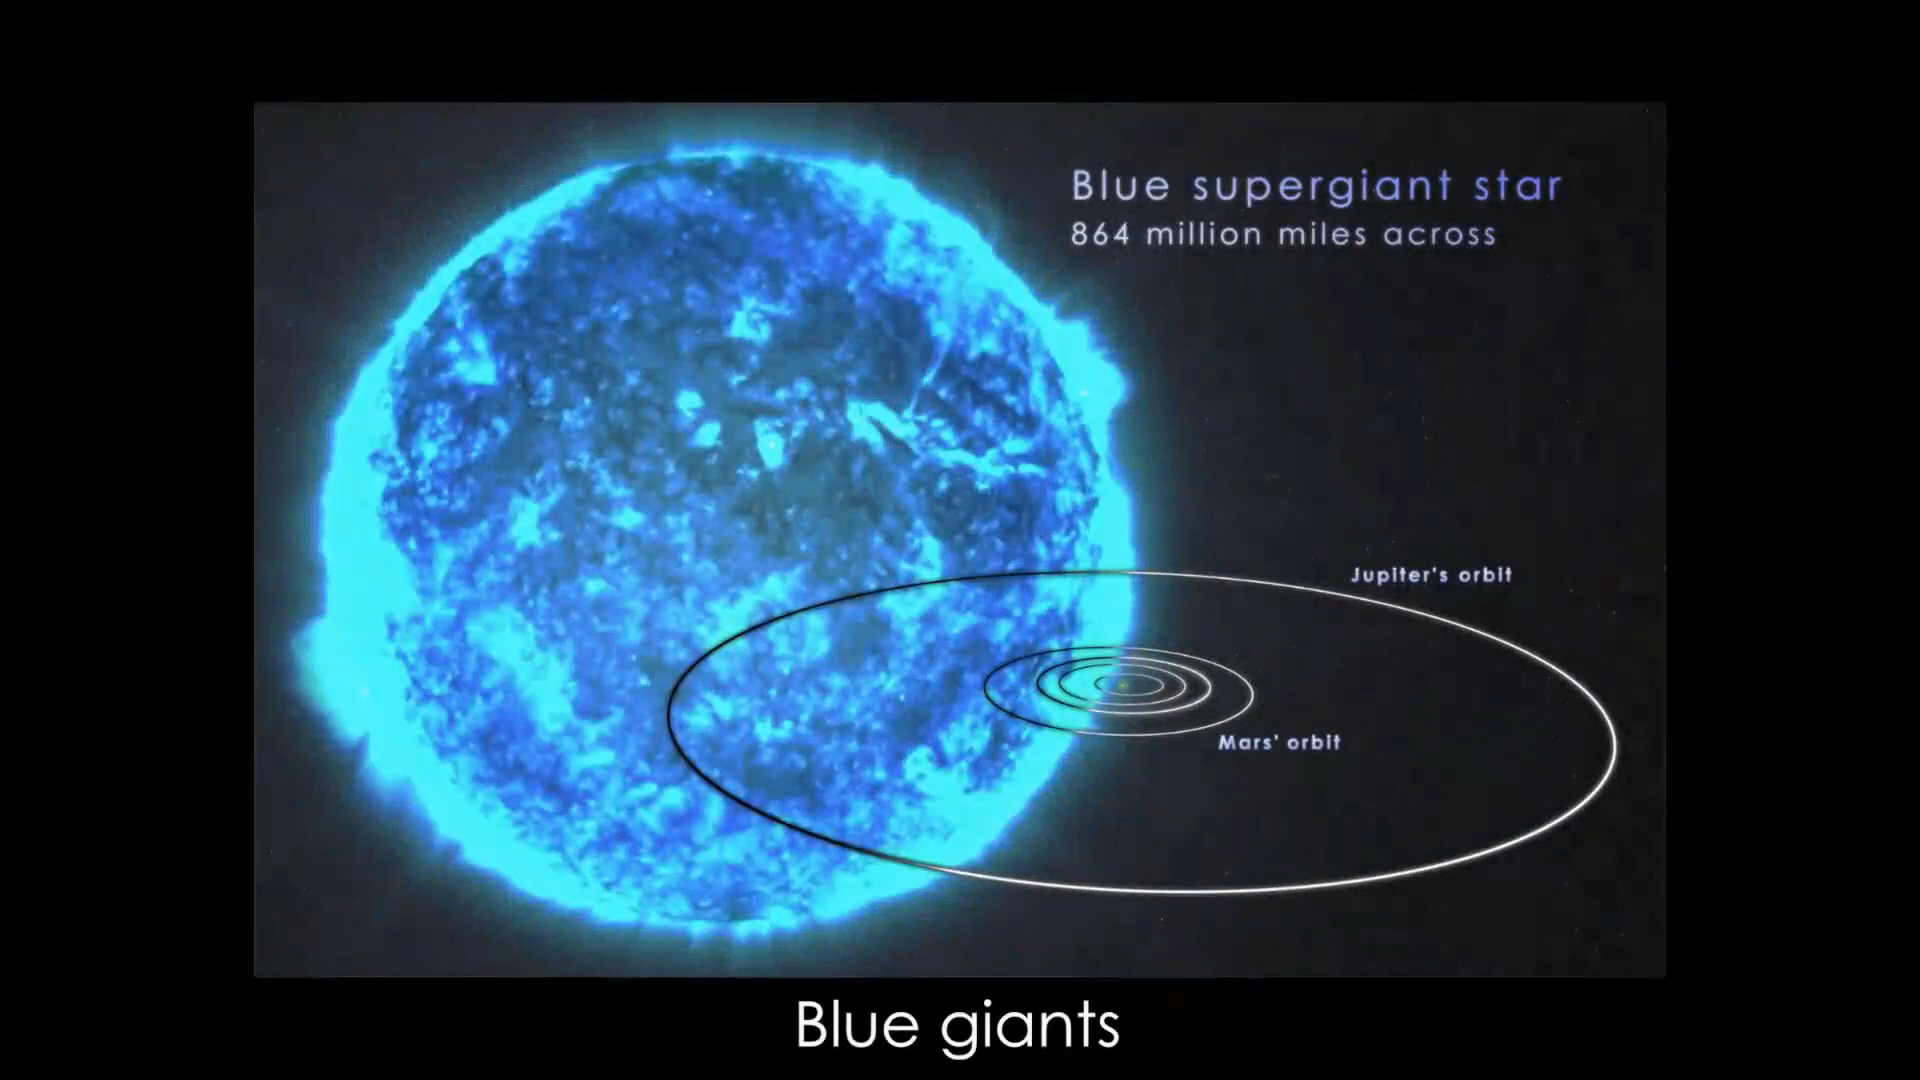 Blue supergiant star
864 million miles across
Jupiter's orbit
Mars' orbit
Blue giants